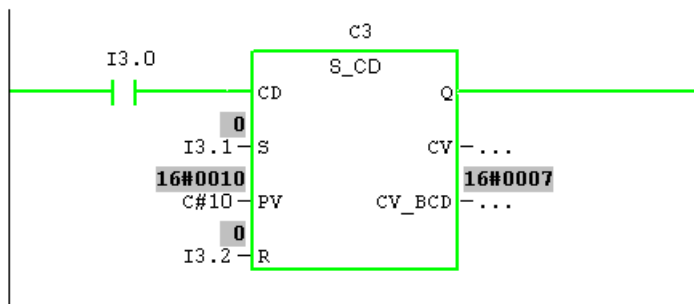 C3
I3.0
S_CD
CD
Q
0
I3.1
S
CV
...
16#0010
16#0007
C#10
PV
CV_BCD
...
0
I3.2
R